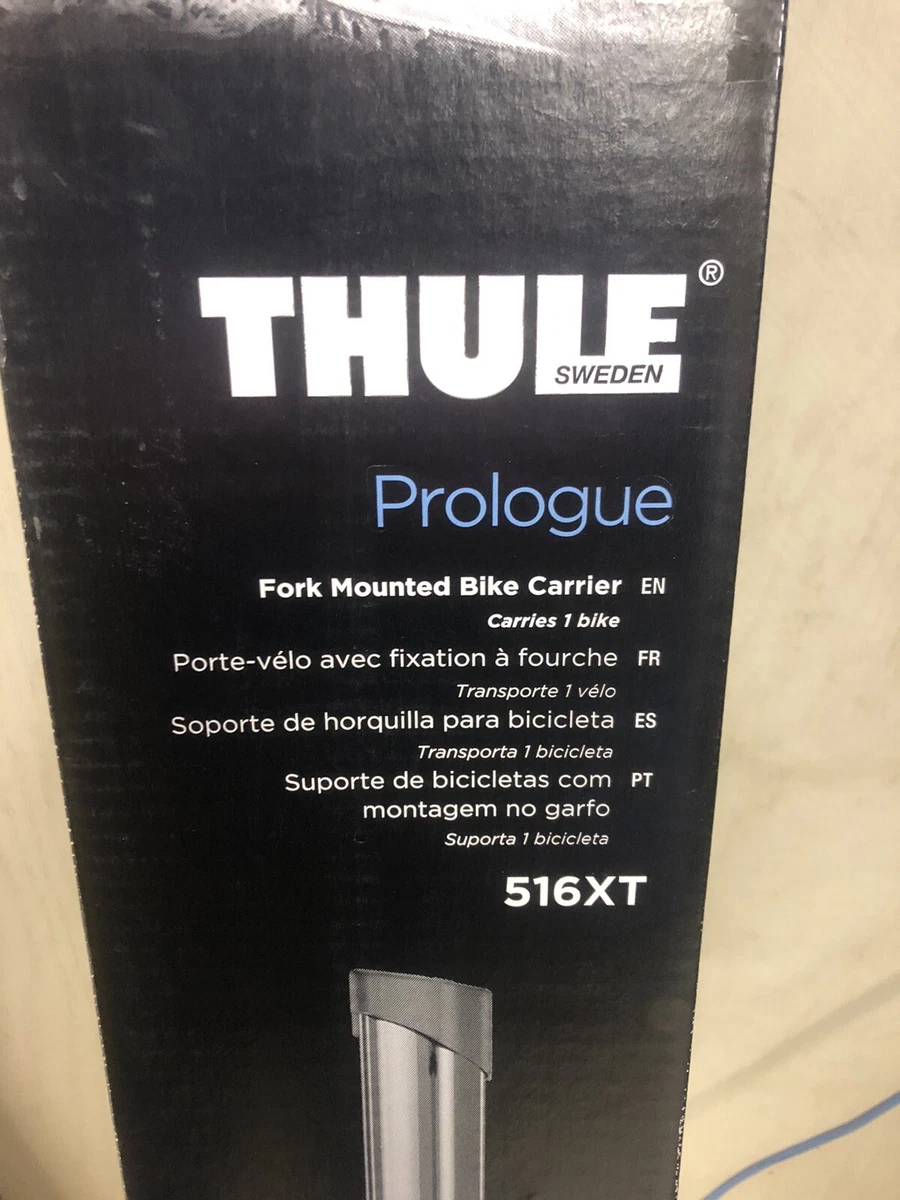 THULE®
SWEDEN
Prologue
Fork Mounted Bike Carrier EN
Carries 1 bike
Porte-vélo avec fixation à fourche FR
Transporte 1 vélo
Soporte de horquilla para bicicleta ES
Transporta 1 bicicleta
Suporte de bicicletas com PT
montagem no garfo
Suporta 1 bicicleta
516XT